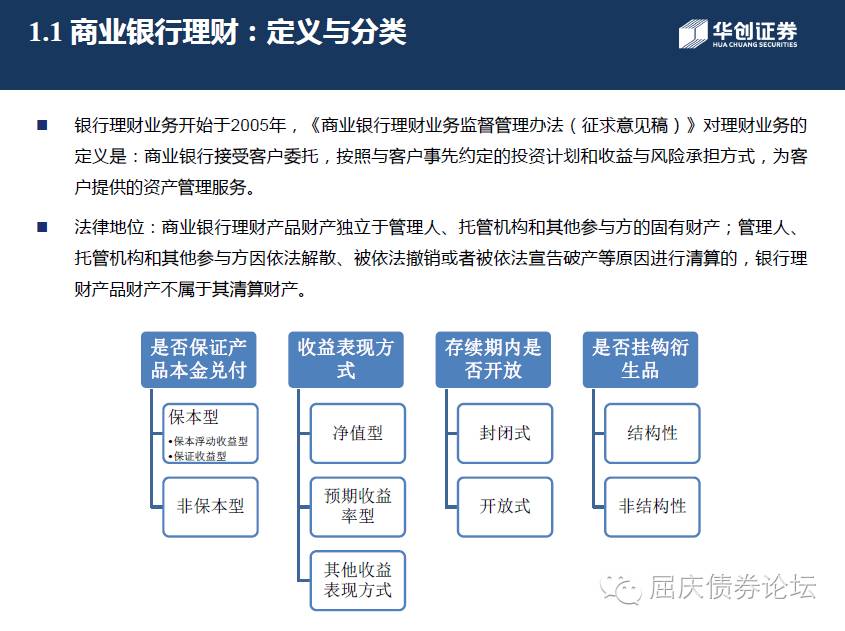 1.1 商业银行理财：定义与分类
华创证券
HUA CHUANG SECURITIES
■ 银行理财业务开始于2005年，《商业银行理财业务监督管理办法（征求意见稿）》对理财业务的
定义是：商业银行接受客户委托，按照与客户事先约定的投资计划和收益与风险承担方式，为客
户提供的资产管理服务。
■ 法律地位：商业银行理财产品财产独立于管理人、托管机构和其他参与方的固有财产；管理人、
托管机构和其他参与方因依法解散、被依法撤销或者被依法宣告破产等原因进行清算的，银行理
财产品财产不属于其清算财产。
是否保证产
品本金兑付
保本型
•保本浮动收益型
•保证收益型
非保本型
收益表现方
式
净值型
预期收益
率型
其他收益
表现方式
存续期内是
否开放
封闭式
开放式
是否挂钩衍
生品
结构性
非结构性
屈庆债券论坛